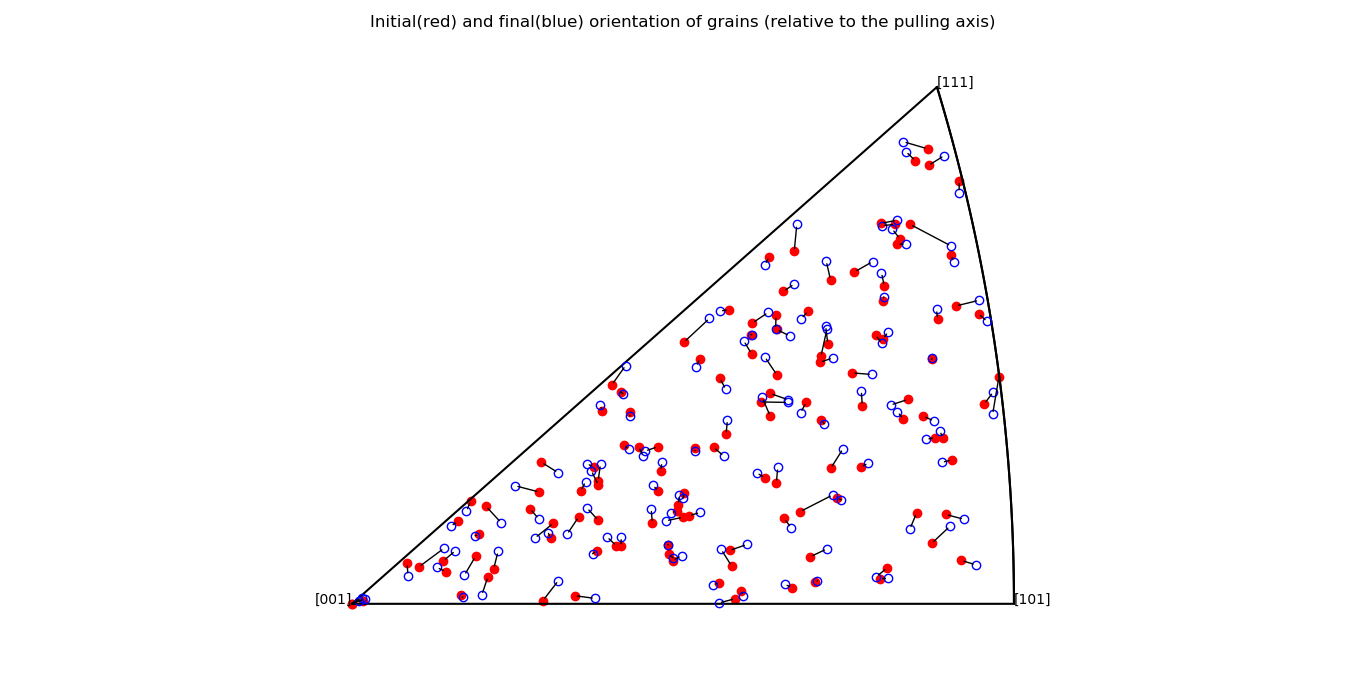 Initial(red) and final(blue) orientation of grains (relative to the pulling axis)
[111]
[001]
[101]